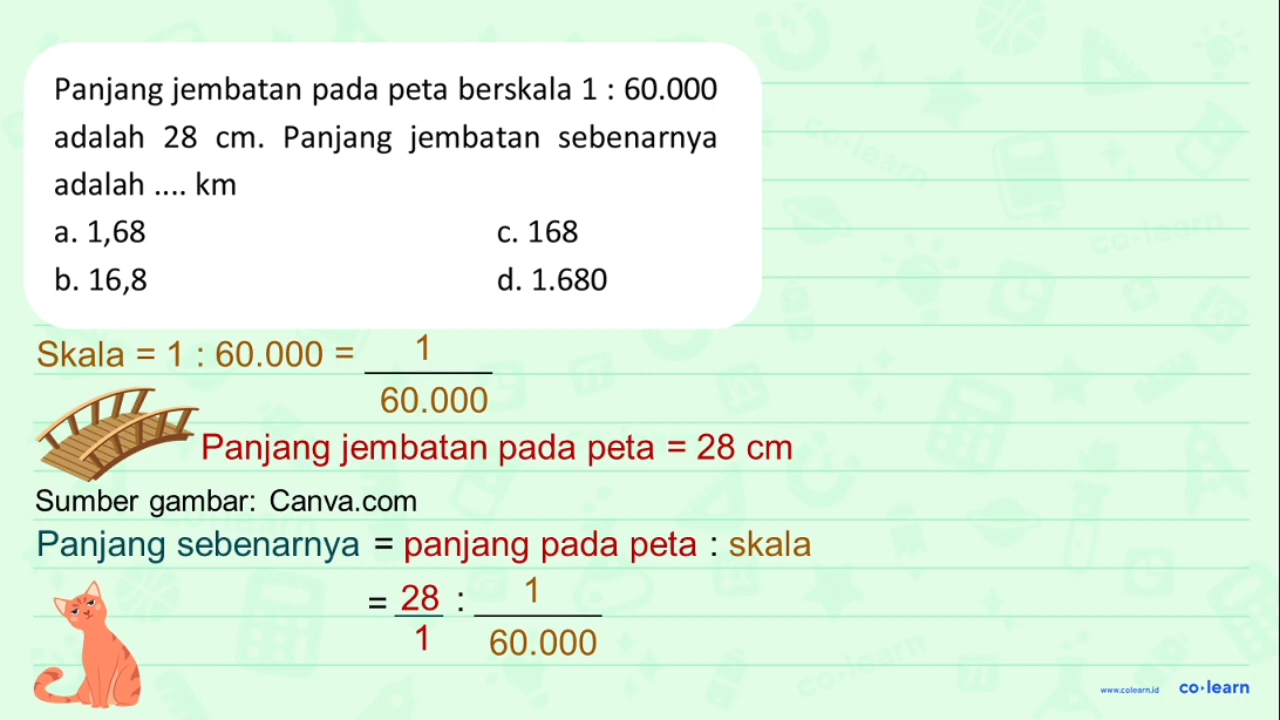 Panjang jembatan pada peta berskala 1 : 60.000
adalah 28 cm. Panjang jembatan sebenarnya
adalah .... km
a. 1,68 c. 168
b. 16,8 d. 1.680
Skala = 1 : 60.000 = 1
60.000
Panjang jembatan pada peta = 28 cm
Sumber gambar: Canva.com
Panjang sebenarnya = panjang pada peta : skala
= 28 : 1
1 60.000
www.colearn.id co·learn